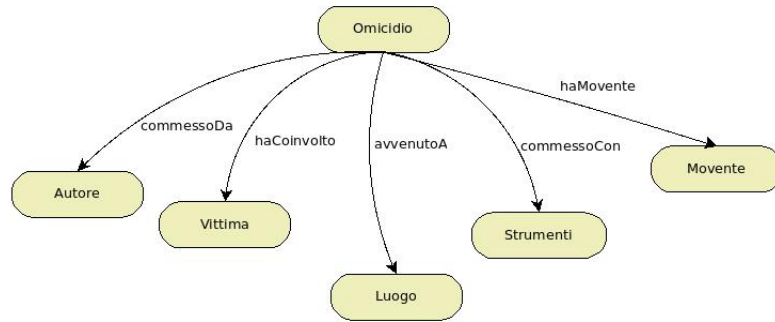 Omicidio
haMovente
commessoDa
haCoinvolto
avvenutoA
commessoCon
Movente
Autore
Vittima
Strumenti
Luogo